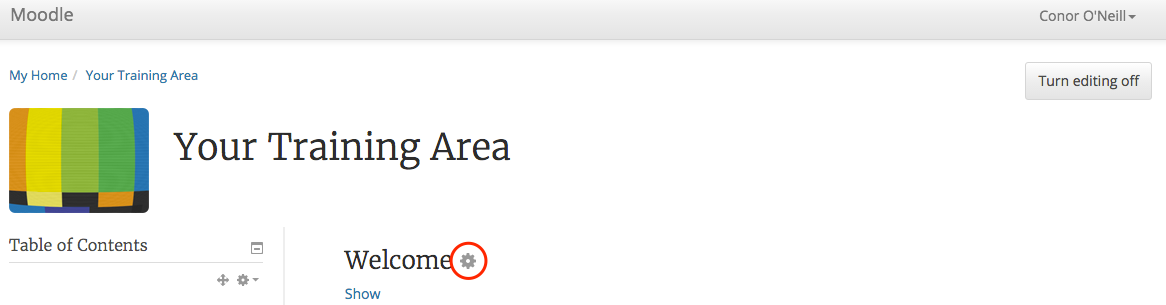 Moodle
Conor O'Neill
My Home / Your Training Area
Turn editing off
Your Training Area
Table of Contents
Welcome
Show